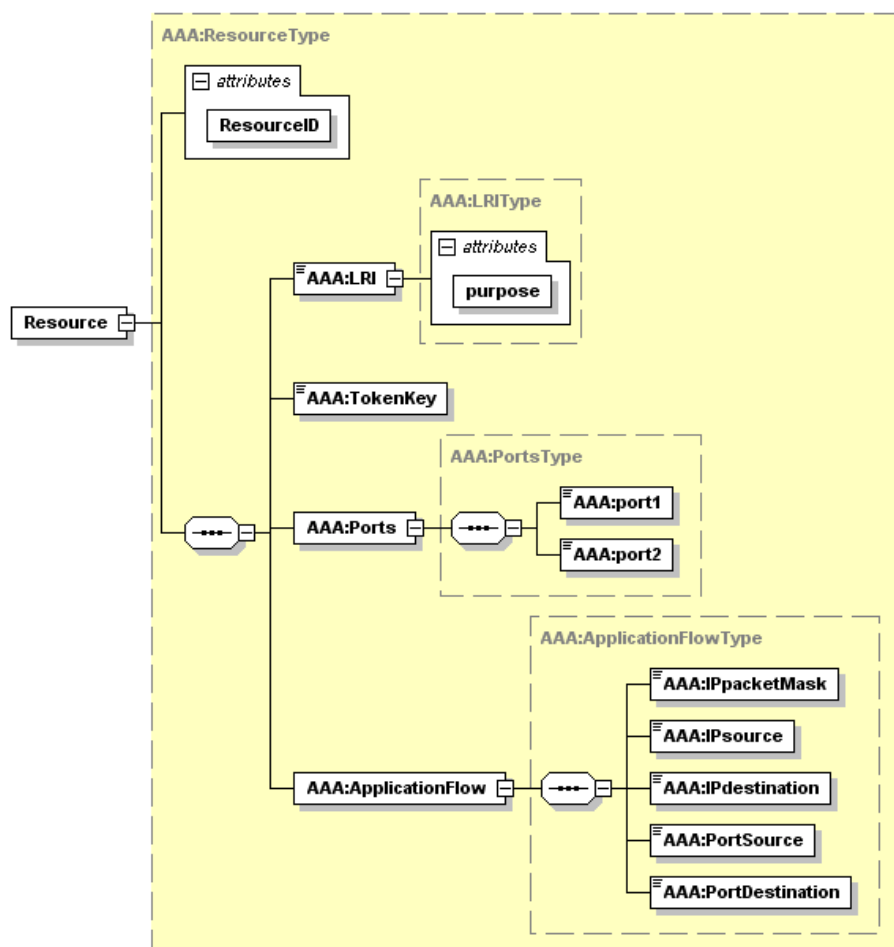 AAA:ResourceType
attributes
ResourceID
AAA:LRIType
attributes
AAA:LRI
purpose
Resource
AAA:TokenKey
AAA:PortsType
AAA:port1
AAA:Ports
AAA:port2
AAA:ApplicationFlowType
AAA:IPpacketMask
AAA:IPsource
AAA:ApplicationFlow
AAA:IPdestination
AAA:PortSource
AAA:PortDestination